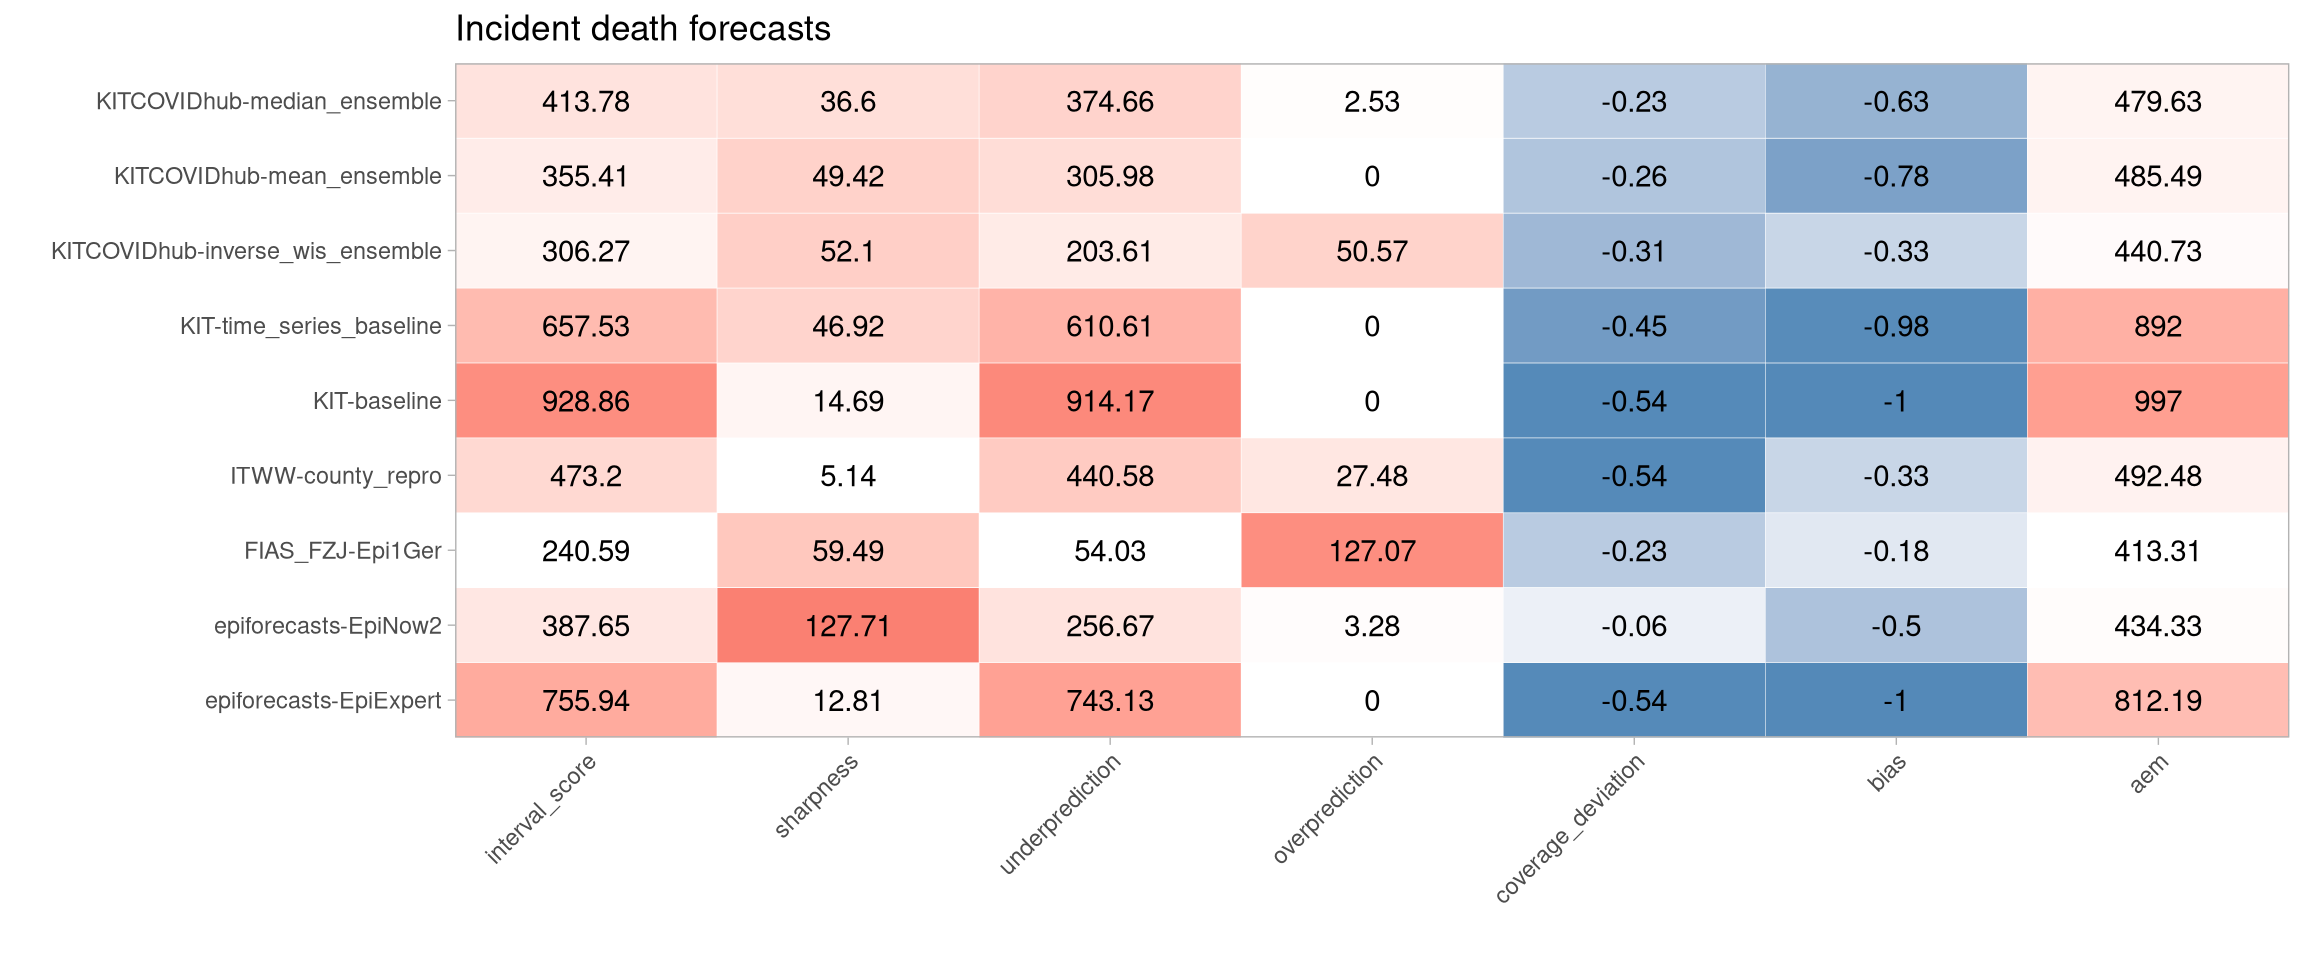 Incident death forecasts
KITCOVIDhub-median_ensemble 413.78 36.6 374.66 2.53 -0.23 -0.63 479.63
KITCOVIDhub-mean_ensemble 355.41 49.42 305.98 0 -0.26 -0.78 485.49
KITCOVIDhub-inverse_wis_ensemble 306.27 52.1 203.61 50.57 -0.31 -0.33 440.73
KIT-time_series_baseline 657.53 46.92 610.61 0 -0.45 -0.98 892
KIT-baseline 928.86 14.69 914.17 0 -0.54 -1 997
ITWW-county_repro 473.2 5.14 440.58 27.48 -0.54 -0.33 492.48
FIAS_FZJ-Epi1Ger 240.59 59.49 54.03 127.07 -0.23 -0.18 413.31
epiforecasts-EpiNow2 387.65 127.71 256.67 3.28 -0.06 -0.5 434.33
epiforecasts-EpiExpert 755.94 12.81 743.13 0 -0.54 -1 812.19
interval_score sharpness underprediction overprediction coverage_deviation bias aem